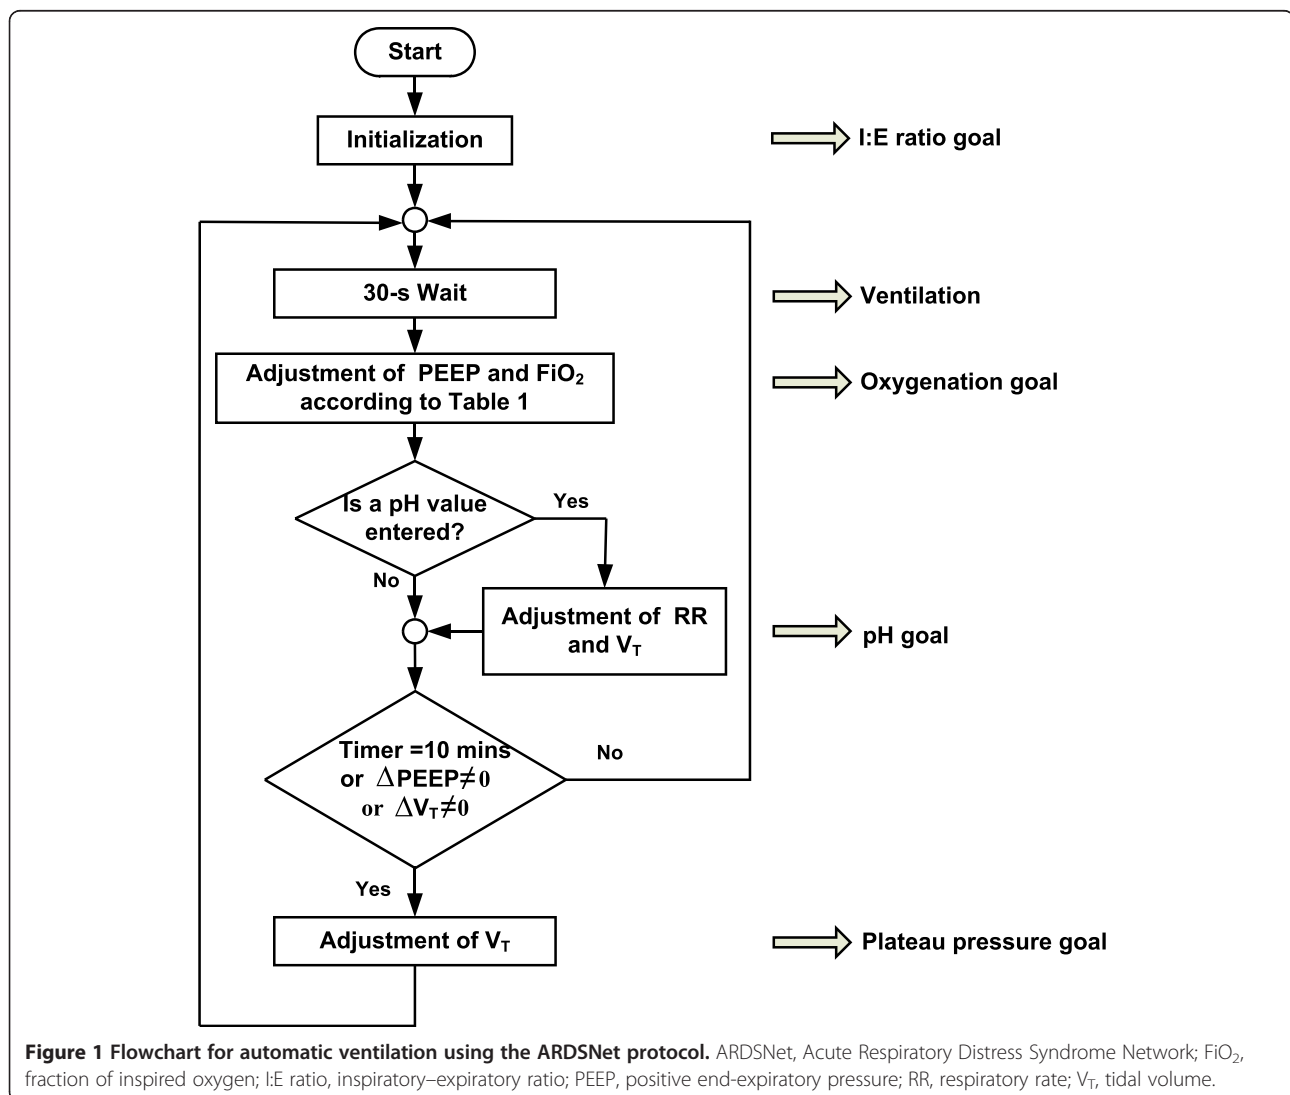 Start
Initialization
I:E ratio goal
30-s Wait
Ventilation
Adjustment of PEEP and FiO₂
according to Table 1
Oxygenation goal
Is a pH value
entered?
Yes
No
Adjustment of RR
and V_T
pH goal
Timer =10 mins
or ΔPEEP≠0
or ΔV_T≠0
No
Yes
Adjustment of V_T
Plateau pressure goal
Figure 1 Flowchart for automatic ventilation using the ARDSNet protocol. ARDSNet, Acute Respiratory Distress Syndrome Network; FiO₂,
fraction of inspired oxygen; I:E ratio, inspiratory–expiratory ratio; PEEP, positive end-expiratory pressure; RR, respiratory rate; V_T, tidal volume.